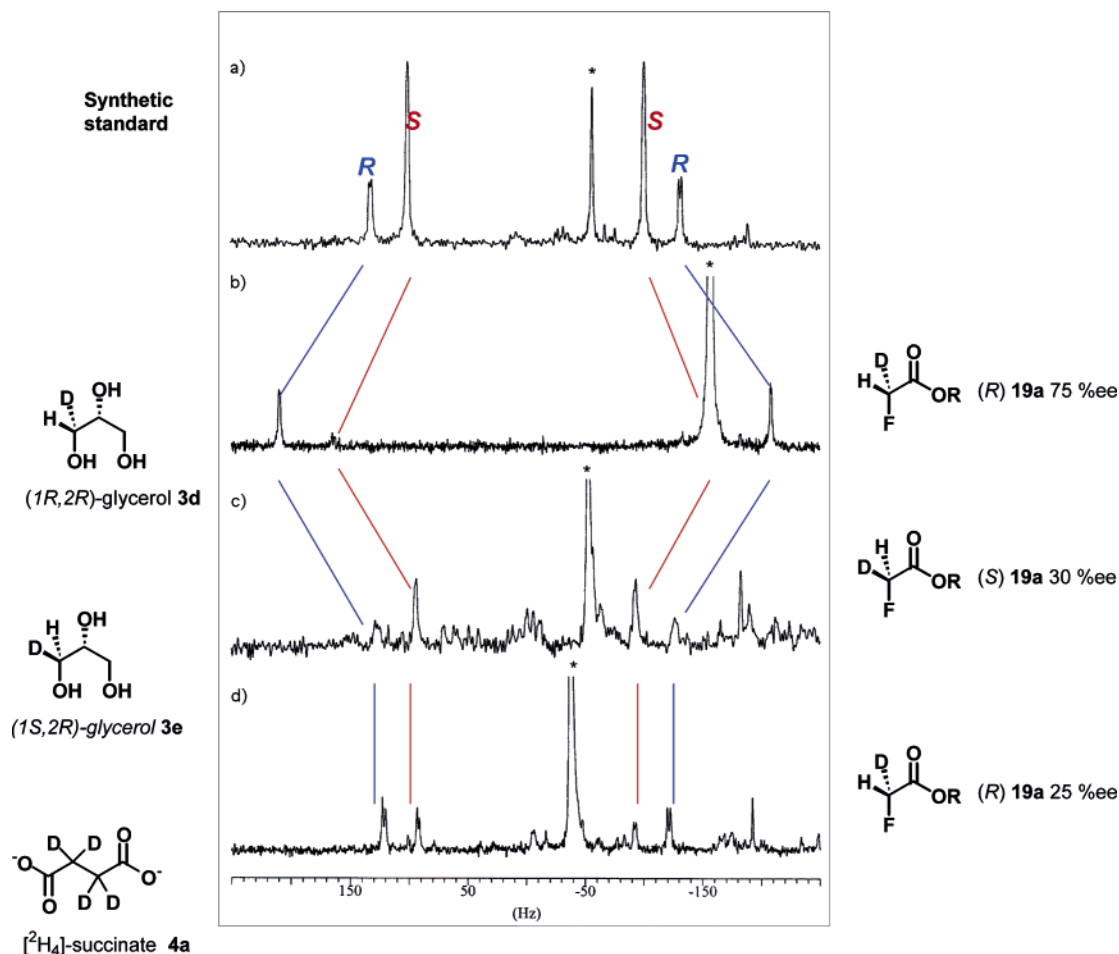 Synthetic
standard
a)
*
S
S
R
R
b)
*
D
OH
H
OH
OH
(1R,2R)-glycerol 3d
D
O
H
OR
F
(R) 19a 75 %ee
c)
*
H
OH
D
OH
OH
(1S,2R)-glycerol 3e
H
O
D
OR
F
(S) 19a 30 %ee
d)
*
D
O
H
OR
F
(R) 19a 25 %ee
D
D
O
-O
O-
O
D
D
[2H4]-succinate 4a
150
50
-50
-150
(Hz)